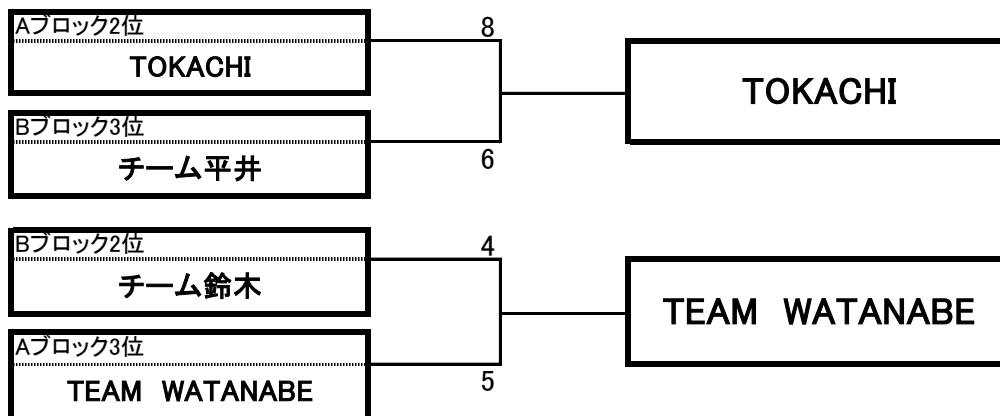 Aブロック2位
8
TOKACHI
TOKACHI
Bブロック3位
6
チーム平井
Bブロック2位
4
チーム鈴木
TEAM WATANABE
Aブロック3位
5
TEAM WATANABE